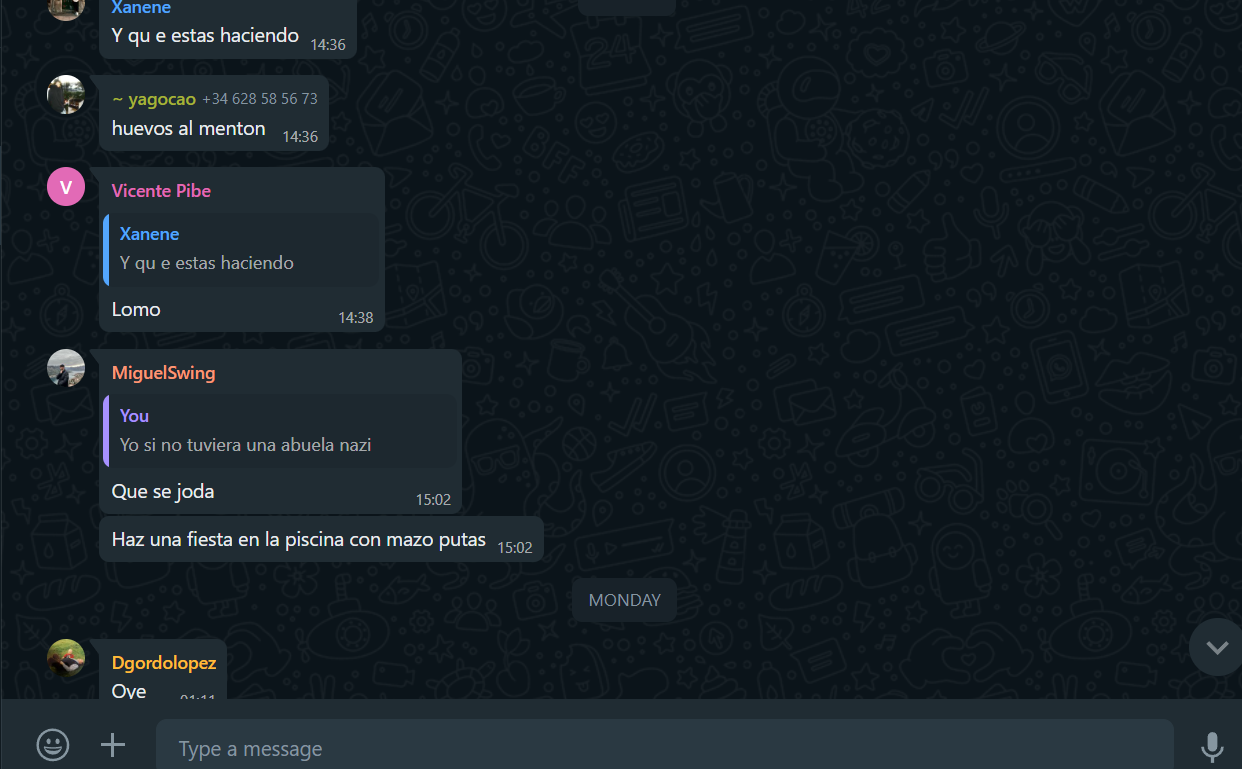 Xanene
Y qu e estas haciendo 14:36
~ yagocao +34 628 58 56 73
huevos al menton 14:36
V
Vicente Pibe
Xanene
Y qu e estas haciendo
Lomo 14:38
MiguelSwing
You
Yo si no tuviera una abuela nazi
Que se joda 15:02
Haz una fiesta en la piscina con mazo putas 15:02
MONDAY
Dgordolopez
Oye 01:11
Type a message